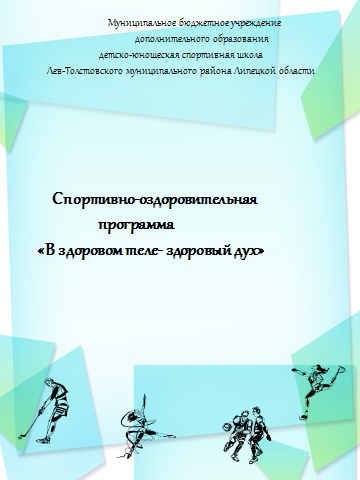 Муниципальное бюджетное учреждение
дополнительного образования
детско-юношеская спортивная школа
Лев-Толстовского муниципального района Липецкой области
Спортивно-оздоровительная
программа
«В здоровом теле- здоровый дух»